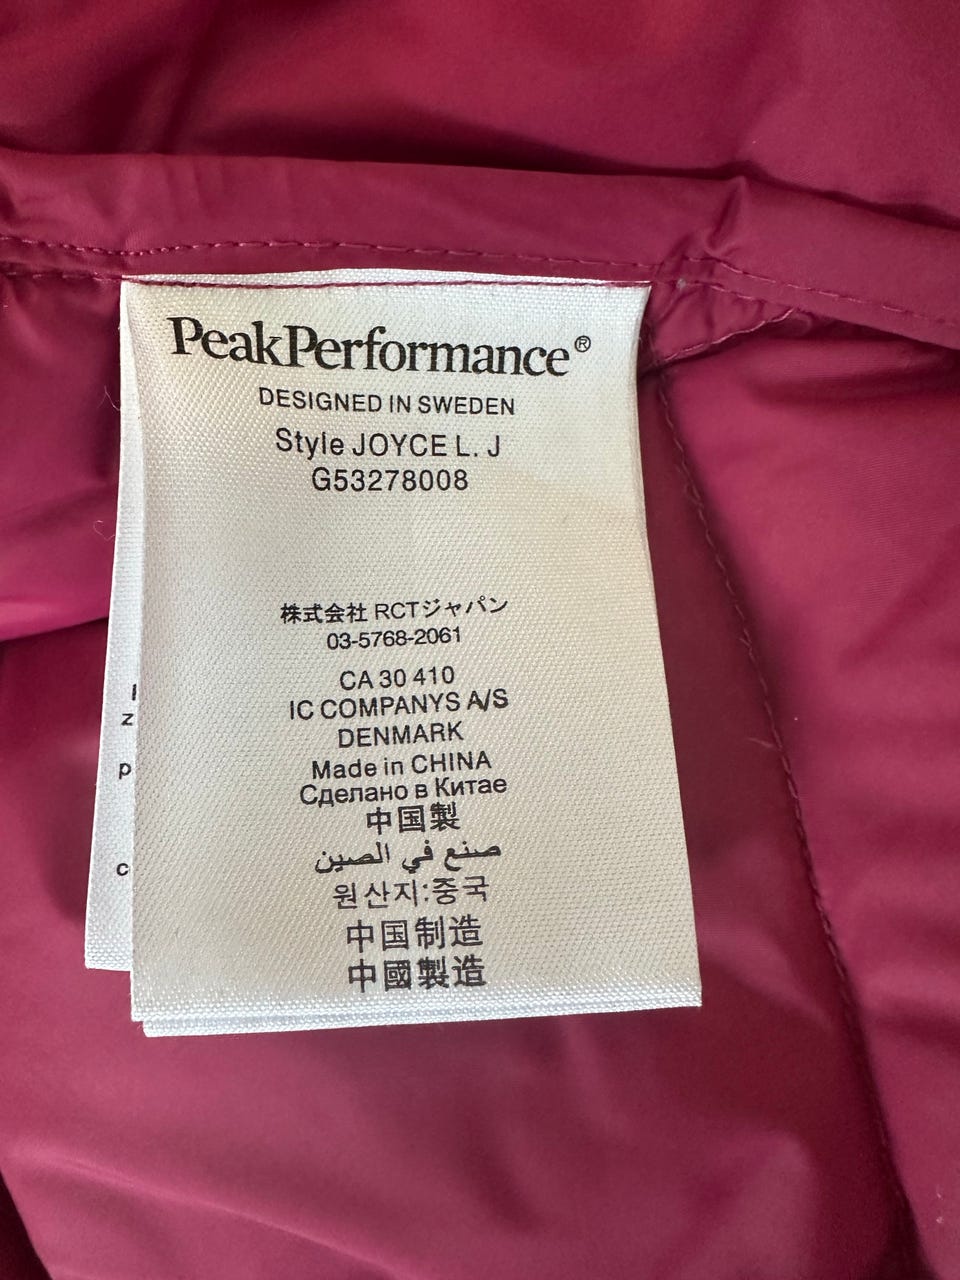 PeakPerformance®
DESIGNED IN SWEDEN
Style JOYCE L. J
G53278008
株式会社 RCTジャパン
03-5768-2061
CA 30 410
IC COMPANYS A/S
DENMARK
Made in CHINA
Сделано в Китае
中国製
صنع في الصين
원산지:중국
中国制造
中國製造
z
p
c